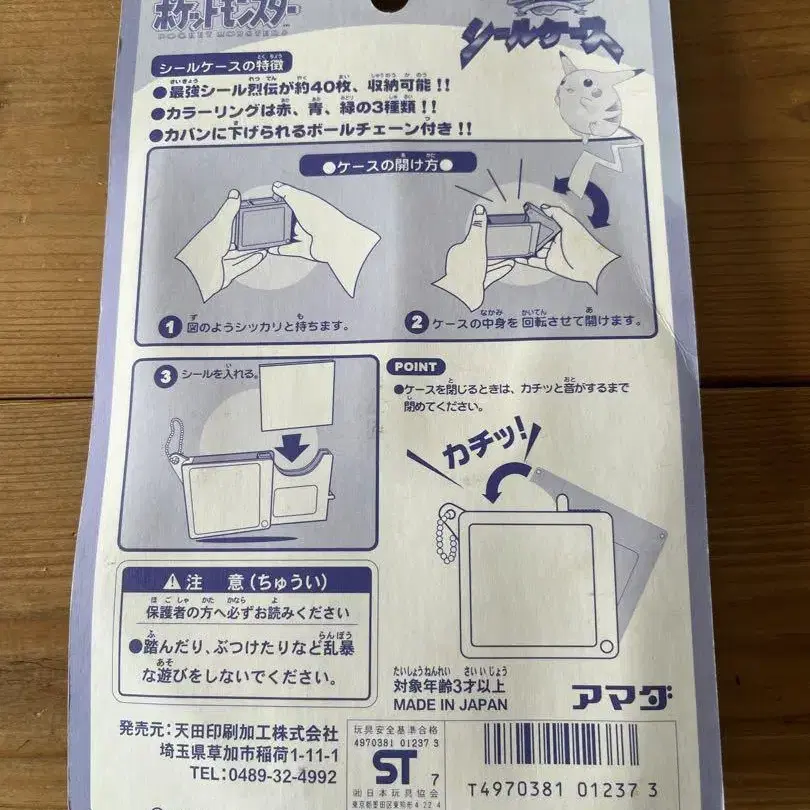 ポケットモンスター
POCKET MONSTERS
シールケース
シールケースの特徴
●最強シール烈伝が約40枚、収納可能!!
●カラーリングは赤、青、緑の3種類!!
●カバンに下げられるボールチェーン付き!!
●ケースの開け方●
1 図のようシッカリと持ちます。
2 ケースの中身を回転させて開けます。
3 シールを入れる。
POINT
●ケースを閉じるときは、カチッと音がするまで
閉めてください。
カチッ!
⚠注 意(ちゅうい)
保護者の方へ必ずお読みください
●踏んだり、ぶつけたりなど乱暴
な遊びをしないでください。
対象年齢3才以上
MADE IN JAPAN
アマダ
発売元:天田印刷加工株式会社
埼玉県草加市稲荷1-11-1
TEL:0489-32-4992
玩具安全基準合格
4970381 01237 3
ST 7
㈳日本玩具協会
東京都墨田区東駒形4-22-4
T4970381 01237 3